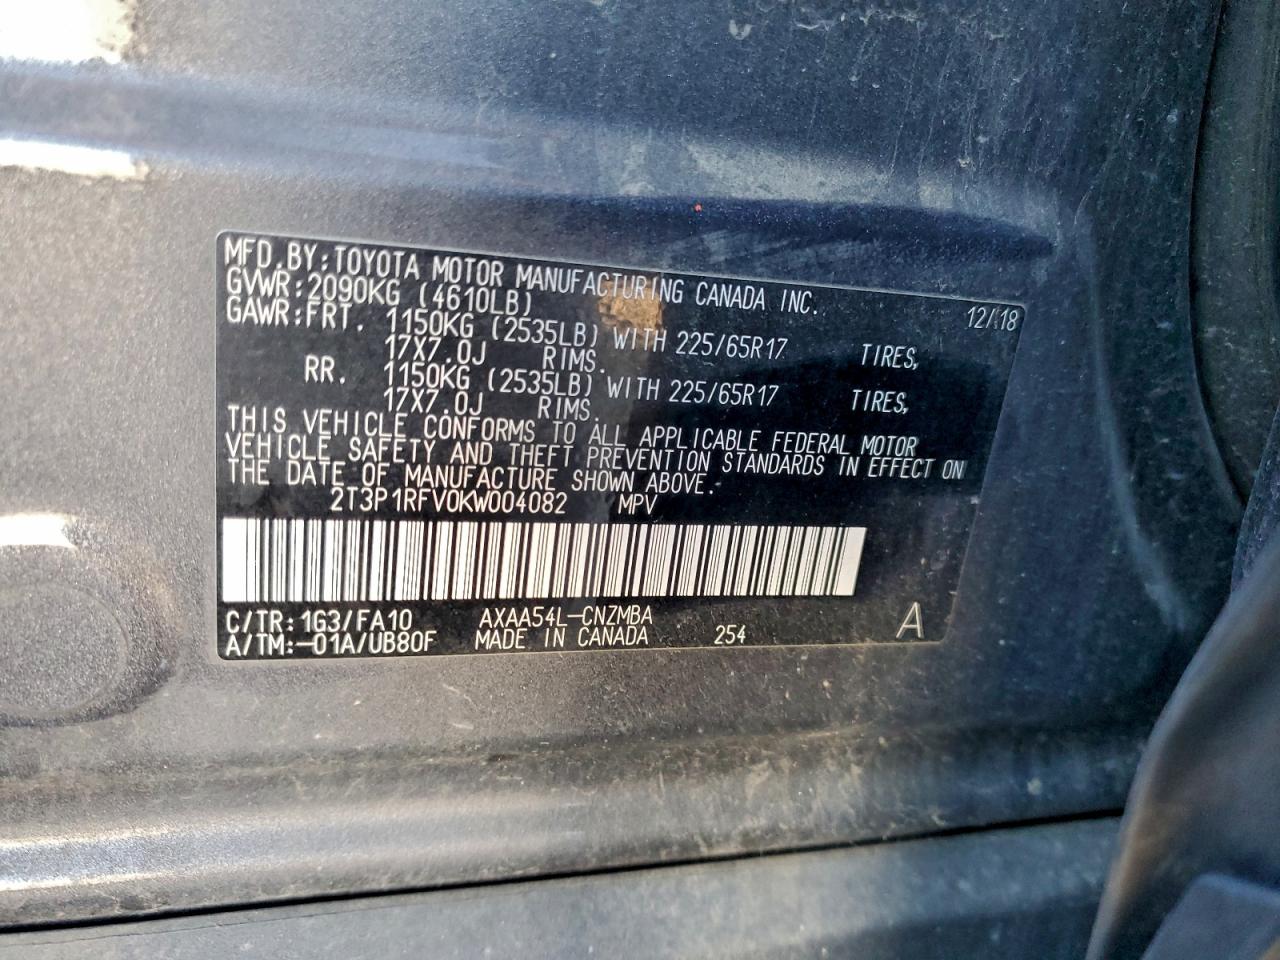 MFD.BY:TOYOTA MOTOR MANUFACTURING CANADA INC.
GVWR:2090KG (4610LB) 12/18
GAWR:FRT. 1150KG (2535LB) WITH 225/65R17 TIRES,
17X7.0J RIMS.
RR. 1150KG (2535LB) WITH 225/65R17 TIRES,
17X7.0J RIMS.
THIS VEHICLE CONFORMS TO ALL APPLICABLE FEDERAL MOTOR
VEHICLE SAFETY AND THEFT PREVENTION STANDARDS IN EFFECT ON
THE DATE OF MANUFACTURE SHOWN ABOVE.
2T3P1RFV0KW004082 MPV
C/TR:1G3/FA10 AXAA54L-CNZMBA
A/TM:-01A/UB80F MADE IN CANADA 254 A